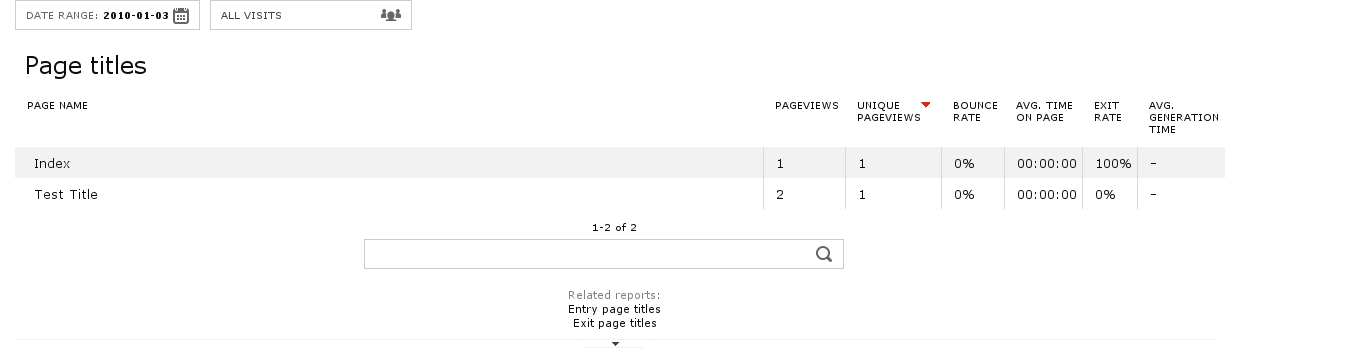 DATE RANGE: 2010-01-03 ALL VISITS
Page titles
PAGE NAME PAGEVIEWS UNIQUE PAGEVIEWS BOUNCE RATE AVG. TIME ON PAGE EXIT RATE AVG. GENERATION TIME
Index 1 1 0% 00:00:00 100% -
Test Title 2 1 0% 00:00:00 0% -
1-2 of 2
Related reports:
Entry page titles
Exit page titles